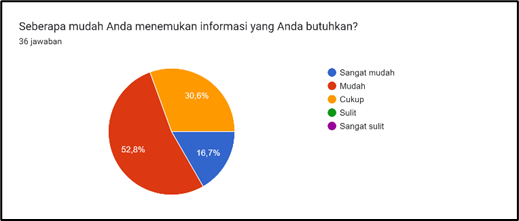 Seberapa mudah Anda menemukan informasi yang Anda butuhkan?
36 jawaban
Sangat mudah
Mudah
Cukup
Sulit
Sangat sulit
30,6%
52,8%
16,7%